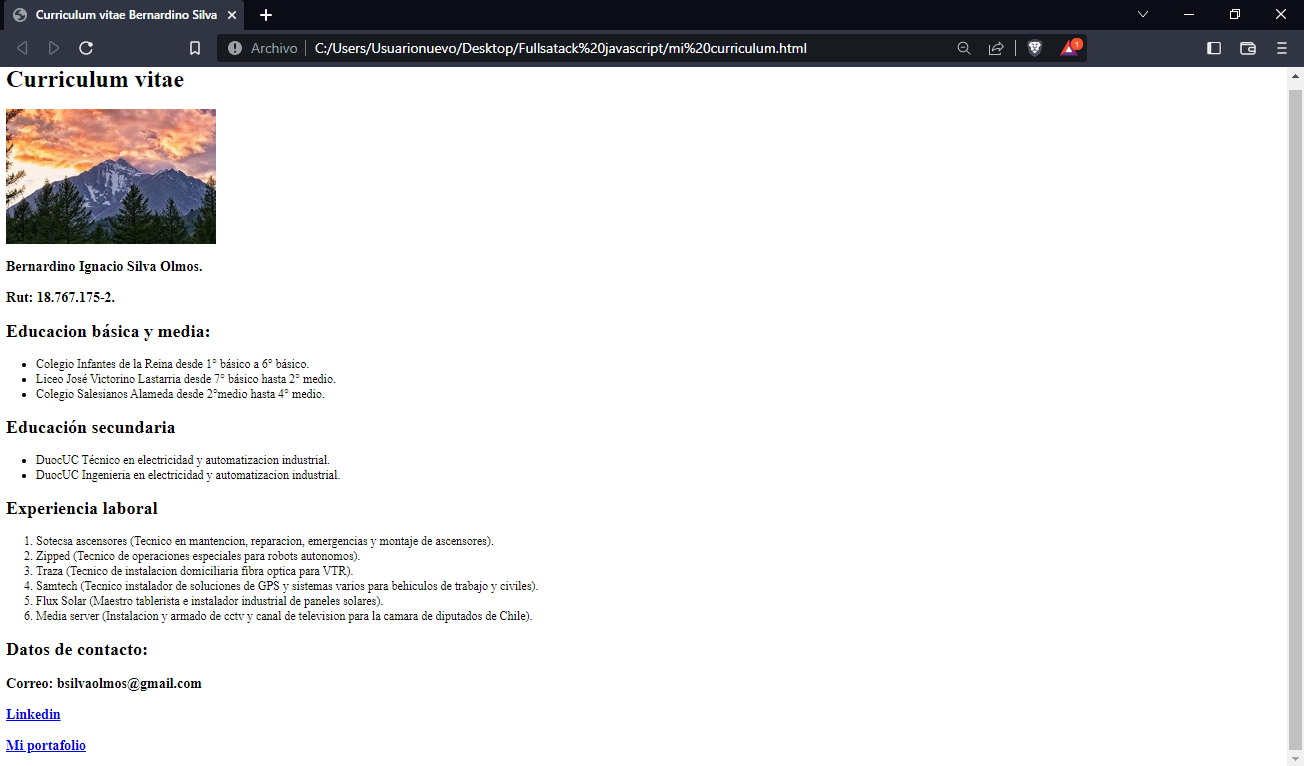 Curriculum vitae Bernardino Silva
Archivo C:/Users/Usuarionuevo/Desktop/Fullsatack%20javascript/mi%20curriculum.html
1
Curriculum vitae
Bernardino Ignacio Silva Olmos.
Rut: 18.767.175-2.
Educacion básica y media:
Colegio Infantes de la Reina desde 1° básico a 6° básico.
Liceo José Victorino Lastarria desde 7° básico hasta 2° medio.
Colegio Salesianos Alameda desde 2°medio hasta 4° medio.
Educación secundaria
DuocUC Técnico en electricidad y automatizacion industrial.
DuocUC Ingenieria en electricidad y automatizacion industrial.
Experiencia laboral
1. Sotecsa ascensores (Tecnico en mantencion, reparacion, emergencias y montaje de ascensores).
2. Zipped (Tecnico de operaciones especiales para robots autonomos).
3. Traza (Tecnico de instalacion domiciliaria fibra optica para VTR).
4. Samtech (Tecnico instalador de soluciones de GPS y sistemas varios para behiculos de trabajo y civiles).
5. Flux Solar (Maestro tablerista e instalador industrial de paneles solares).
6. Media server (Instalacion y armado de cctv y canal de television para la camara de diputados de Chile).
Datos de contacto:
Correo: bsilvaolmos@gmail.com
Linkedin
Mi portafolio